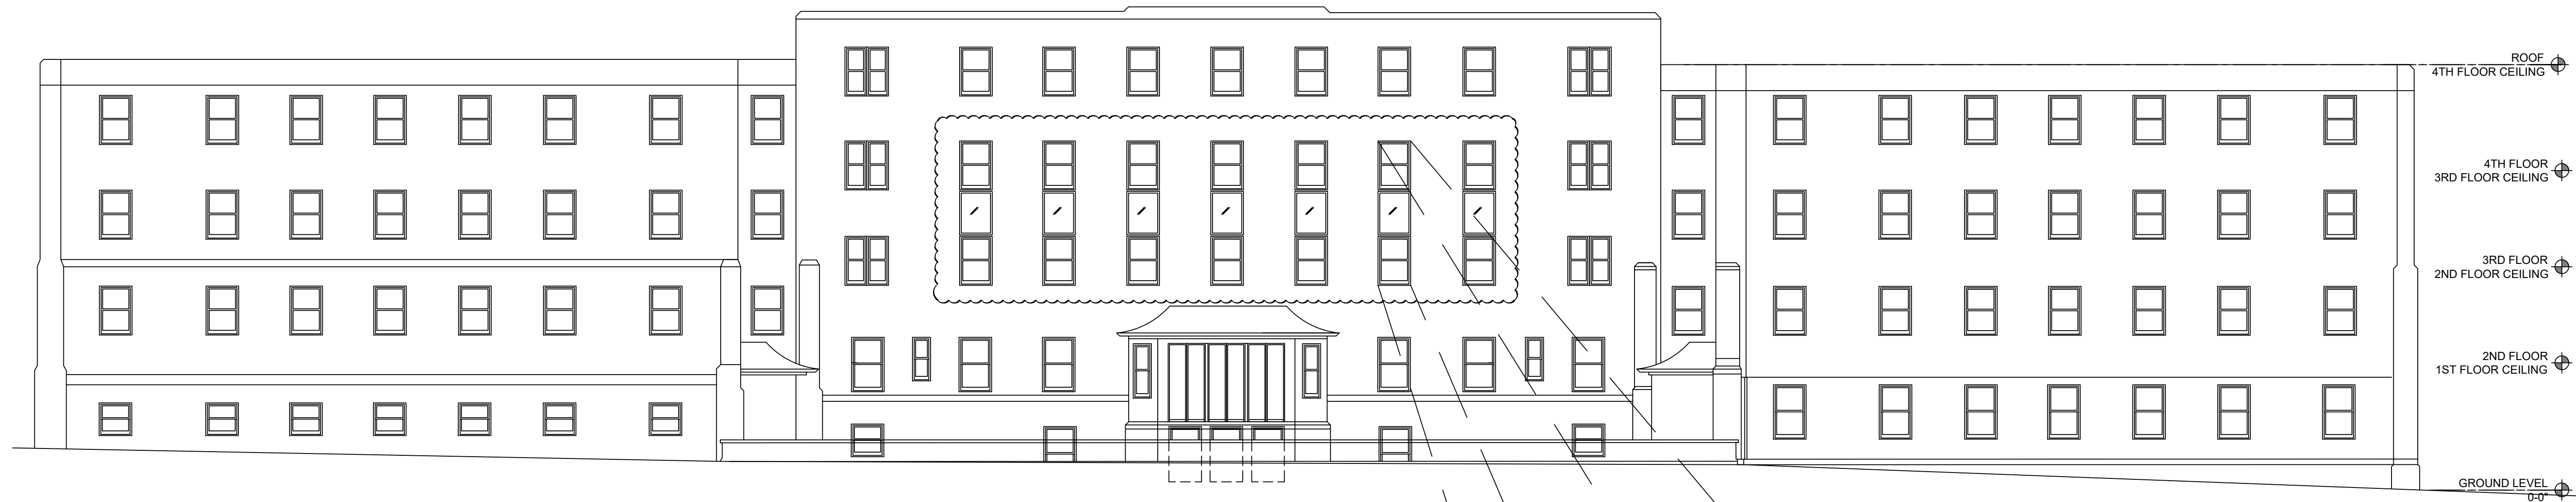 ROOF
4TH FLOOR CEILING
4TH FLOOR
3RD FLOOR CEILING
3RD FLOOR
2ND FLOOR CEILING
2ND FLOOR
1ST FLOOR CEILING
GROUND LEVEL
0-0"